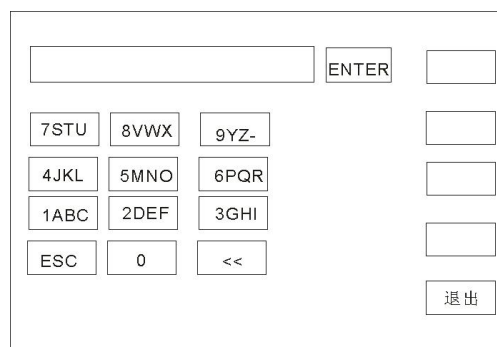 ENTER
7STU 8VWX 9YZ-
4JKL 5MNO 6PQR
1ABC 2DEF 3GHI
ESC 0 <<
退出